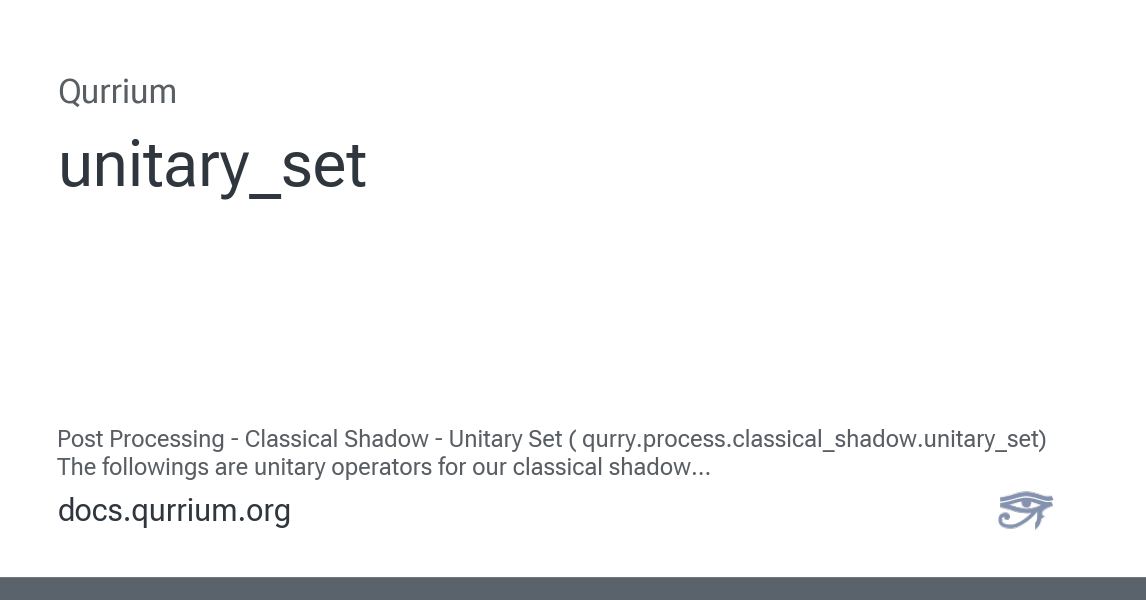 Qurrium
unitary_set
Post Processing - Classical Shadow - Unitary Set ( qurry.process.classical_shadow.unitary_set)
The followings are unitary operators for our classical shadow...
docs.qurrium.org